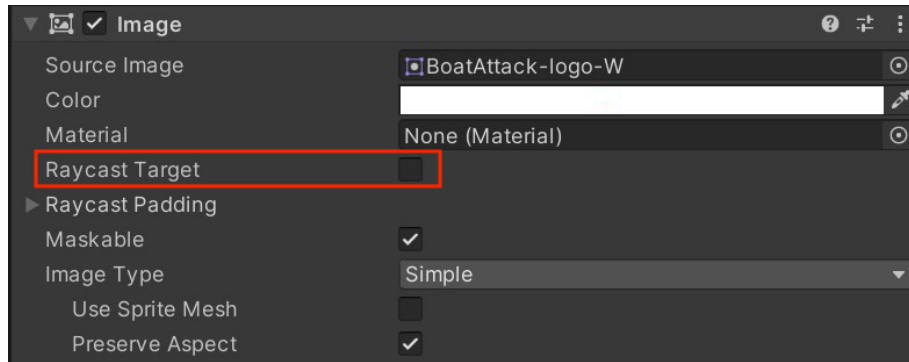 Image
Source Image BoatAttack-logo-W
Color
Material None (Material)
Raycast Target
Raycast Padding
Maskable
Image Type Simple
Use Sprite Mesh
Preserve Aspect